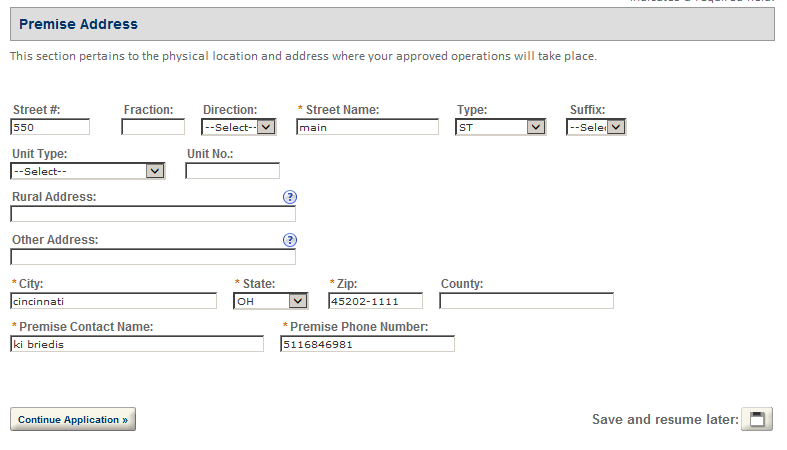 Premise Address
This section pertains to the physical location and address where your approved operations will take place.
Street #: Fraction: Direction: * Street Name: Type: Suffix:
550 --Select-- main ST --Selec
Unit Type: Unit No.:
--Select--
Rural Address: ?
Other Address: ?
* City: * State: * Zip: County:
cincinnati OH 45202-1111
* Premise Contact Name: * Premise Phone Number:
ki briedis 5116846981
Continue Application » Save and resume later: